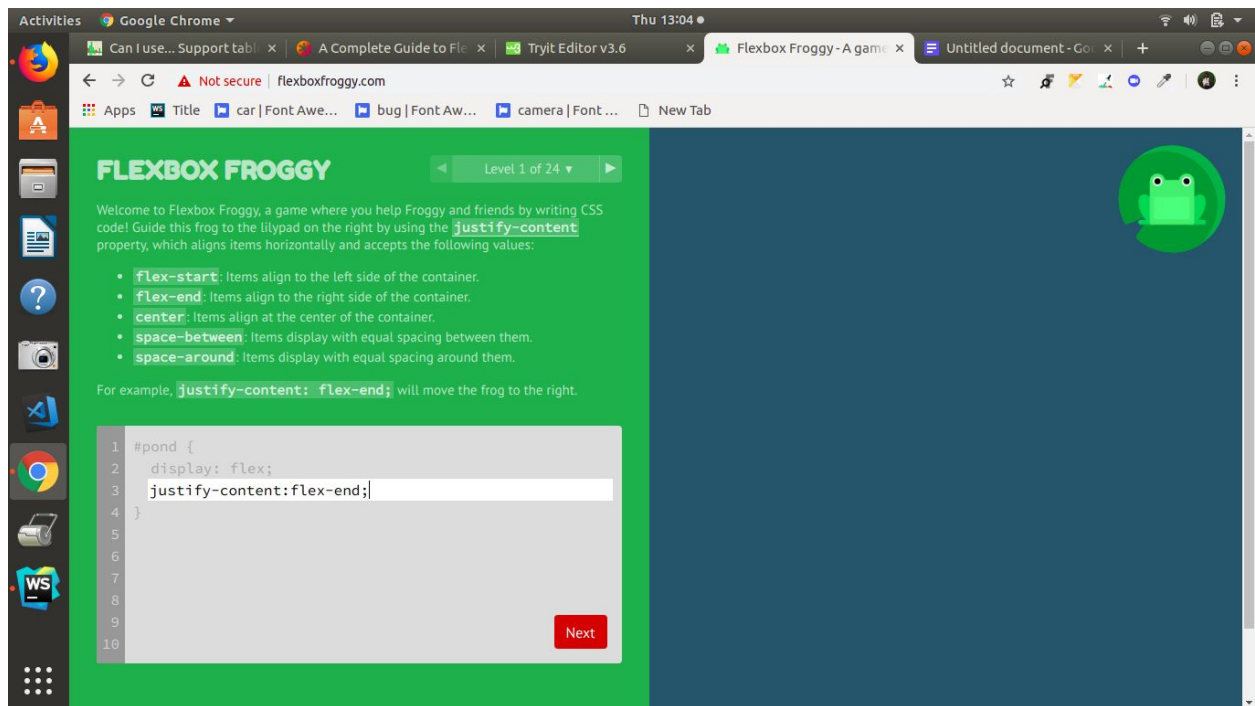 Activities Google Chrome ▾ Thu 13:04 ●
Can I use... Support tabl × A Complete Guide to Fle × Tryit Editor v3.6 × Flexbox Froggy - A game × Untitled document - Goo × +
Not secure | flexboxfroggy.com
Apps Title car | Font Awe... bug | Font Aw... camera | Font ... New Tab
FLEXBOX FROGGY
◀ Level 1 of 24 ▾ ▶
Welcome to Flexbox Froggy, a game where you help Froggy and friends by writing CSS
code! Guide this frog to the lilypad on the right by using the justify-content
property, which aligns items horizontally and accepts the following values:
• flex-start: Items align to the left side of the container.
• flex-end: Items align to the right side of the container.
• center: Items align at the center of the container.
• space-between: Items display with equal spacing between them.
• space-around: Items display with equal spacing around them.
For example, justify-content: flex-end; will move the frog to the right.
1 #pond {
2 display: flex;
3 justify-content:flex-end;
4 }
5
6
7
8
9
10
Next
WS